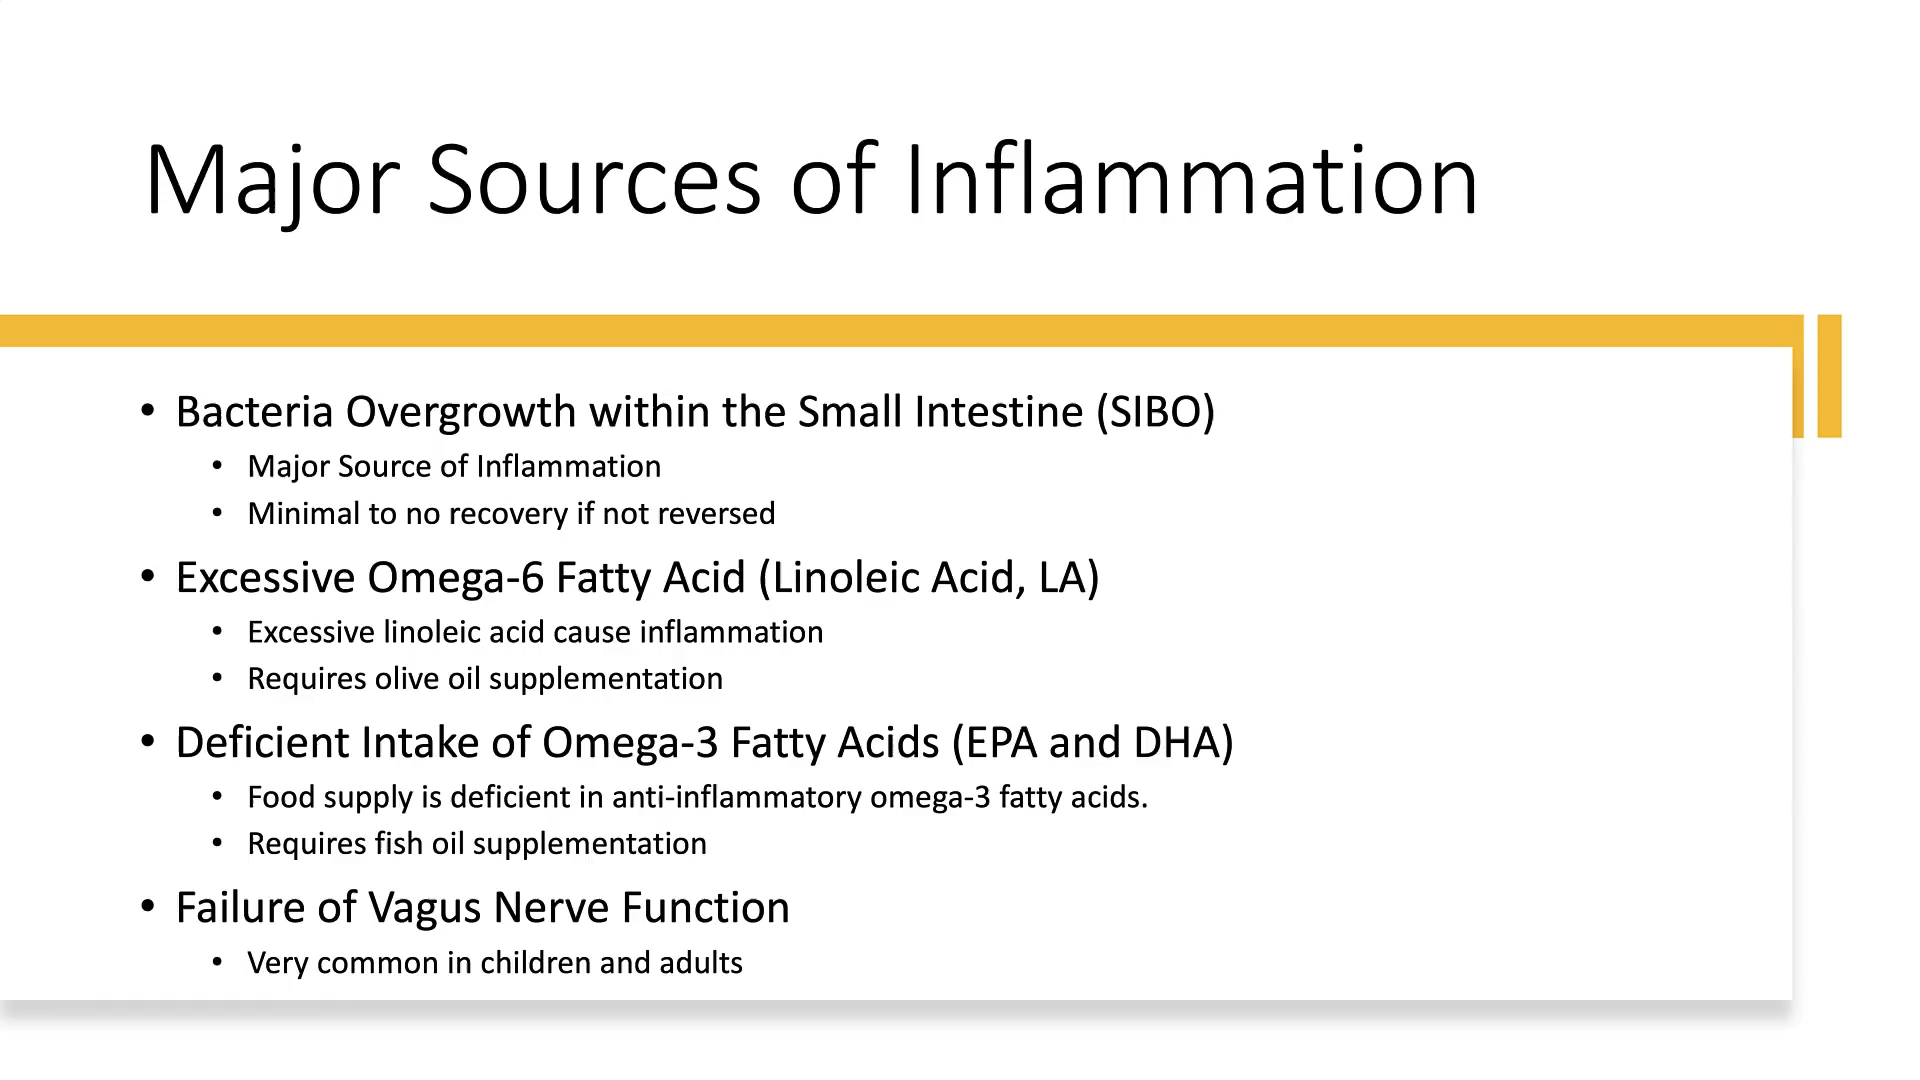 Major Sources of Inflammation
• Bacteria Overgrowth within the Small Intestine (SIBO)
• Major Source of Inflammation
• Minimal to no recovery if not reversed
• Excessive Omega-6 Fatty Acid (Linoleic Acid, LA)
• Excessive linoleic acid cause inflammation
• Requires olive oil supplementation
• Deficient Intake of Omega-3 Fatty Acids (EPA and DHA)
• Food supply is deficient in anti-inflammatory omega-3 fatty acids.
• Requires fish oil supplementation
• Failure of Vagus Nerve Function
• Very common in children and adults